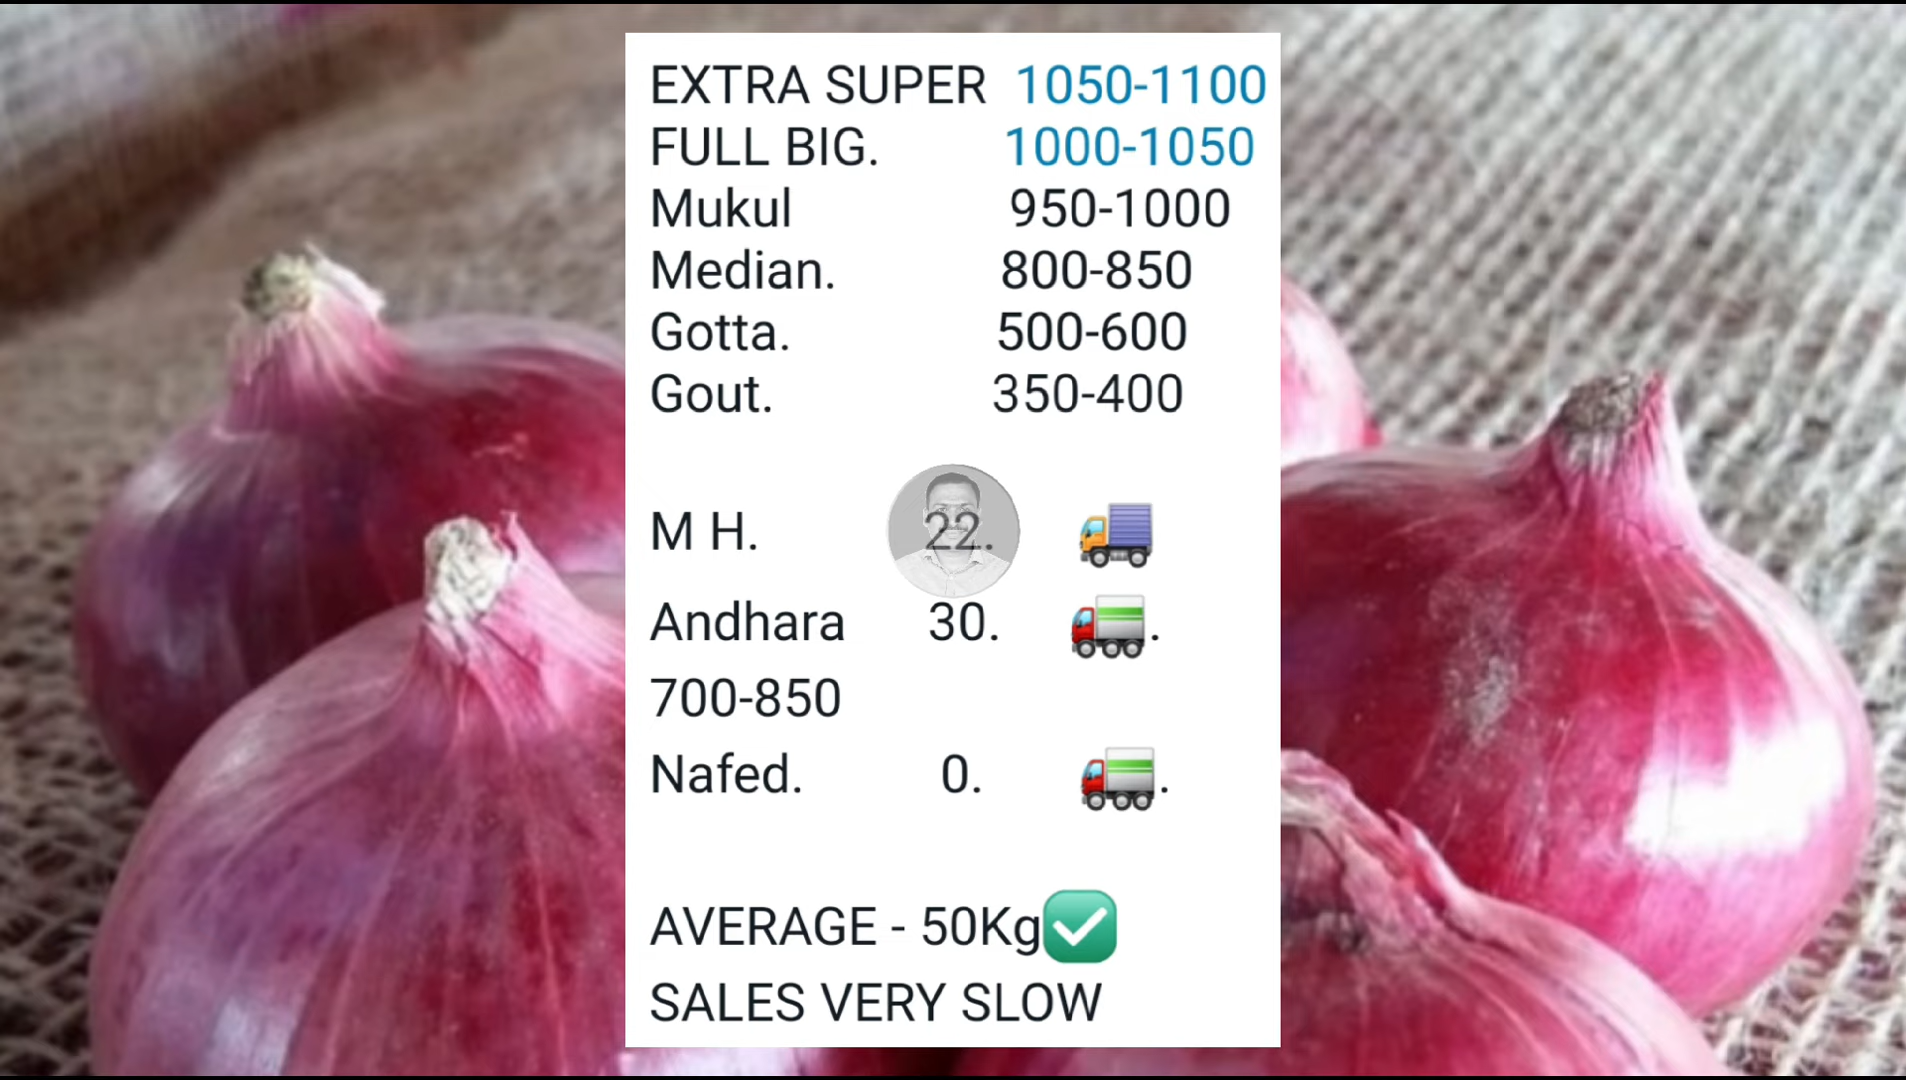 EXTRA SUPER 1050-1100
FULL BIG. 1000-1050
Mukul 950-1000
Median. 800-850
Gotta. 500-600
Gout. 350-400
M H. 22.
Andhara 30. .
700-850
Nafed. 0. .
AVERAGE - 50Kg✅
SALES VERY SLOW